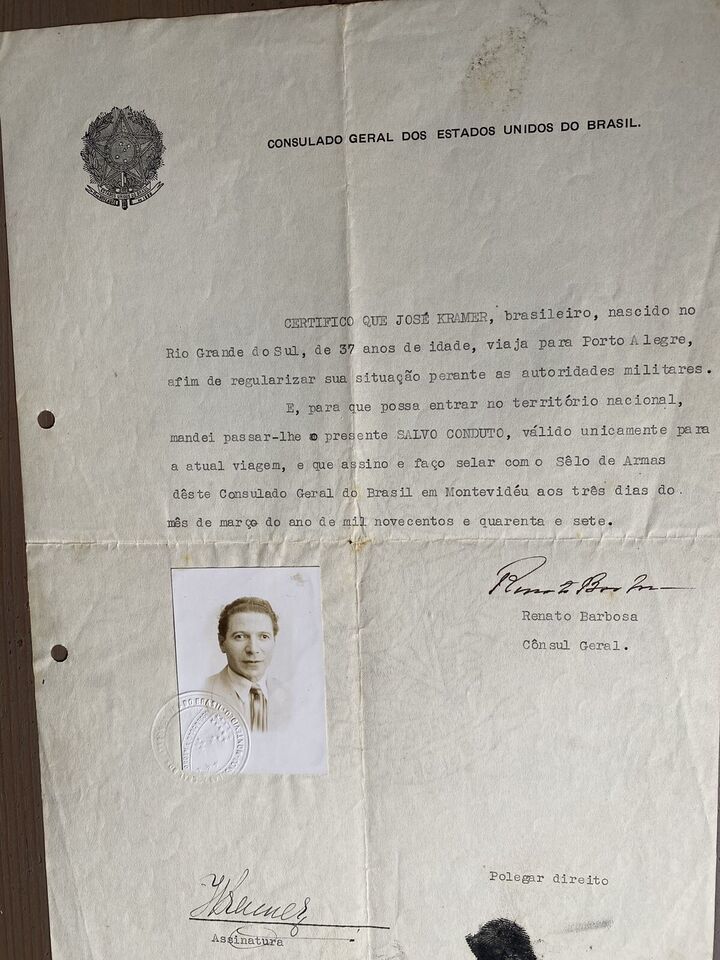 CONSULADO GERAL DOS ESTADOS UNIDOS DO BRASIL.
CERTIFICO QUE JOSÉ KRAMER, brasileiro, nascido no
Rio Grande do Sul, de 37 anos de idade, viaja para Porto Alegre,
afim de regularizar sua situação perante as autoridades militares.
E, para que possa entrar no território nacional,
mandei passar-lhe o presente SALVO CONDUTO, válido unicamente para
a atual viagem, e que assino e faço selar com o Sêlo de Armas
dêste Consulado Geral do Brasil em Montevidéu aos três dias do
mês de março do ano de mil novecentos e quarenta e sete.
Renato Barbosa
Cônsul Geral.
DO BRASIL
Polegar direito
JKramer
Assinatura